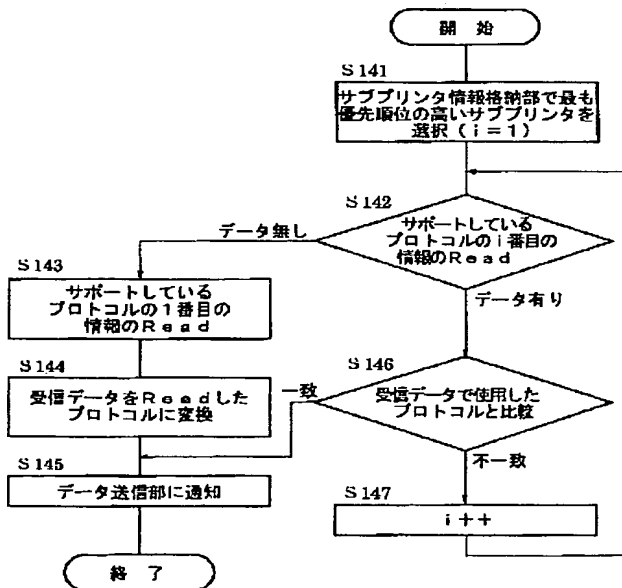 開 始
S141
サブプリンタ情報格納部で最も
優先順位の高いサブプリンタを
選択（i＝1）
S142
サポートしている
プロトコルのi番目の
情報のRead
データ無し
データ有り
S143
サポートしている
プロトコルの1番目の
情報のRead
S144
受信データをReadした
プロトコルに変換
S146
受信データで使用した
プロトコルと比較
一致
不一致
S145
データ送信部に通知
S147
i＋＋
終 了